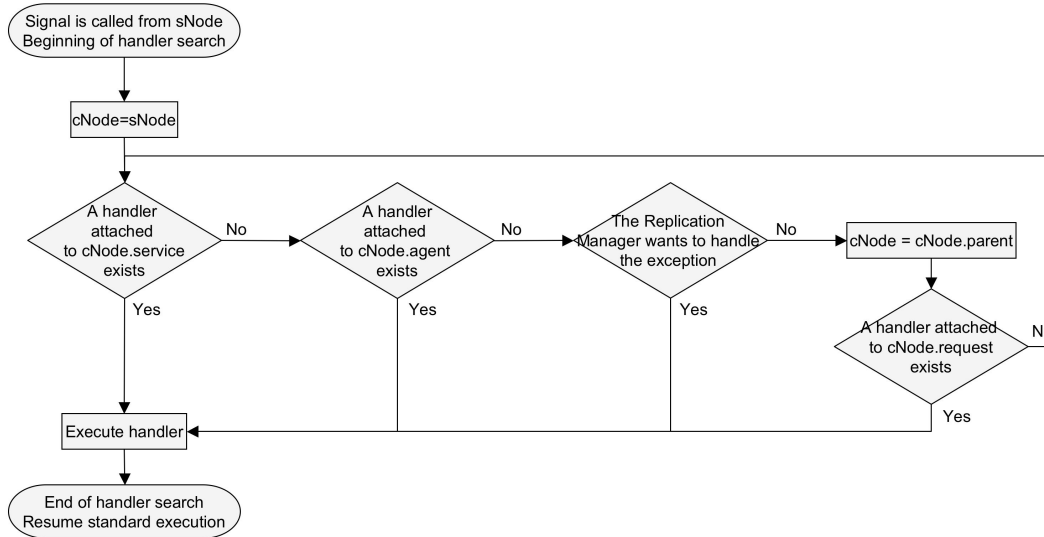 Signal is called from sNode
Beginning of handler search
cNode=sNode
A handler
attached
to cNode.service
exists
No
Yes
A handler
attached
to cNode.agent
exists
No
Yes
The Replication
Manager wants to handle
the exception
No
Yes
cNode = cNode.parent
A handler attached
to cNode.request
exists
Yes
Execute handler
End of handler search
Resume standard execution